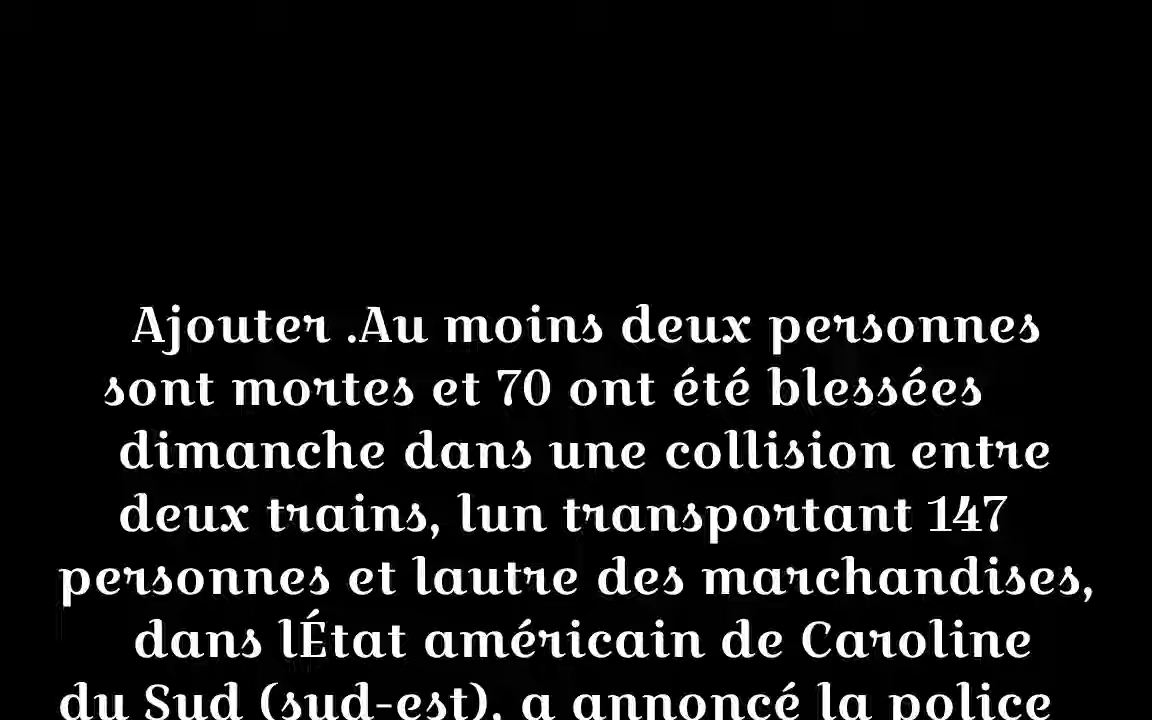 Ajouter .Au moins deux personnes
sont mortes et 70 ont été blessées
dimanche dans une collision entre
deux trains, lun transportant 147
personnes et lautre des marchandises,
dans lÉtat américain de Caroline
du Sud (sud-est), a annoncé la police